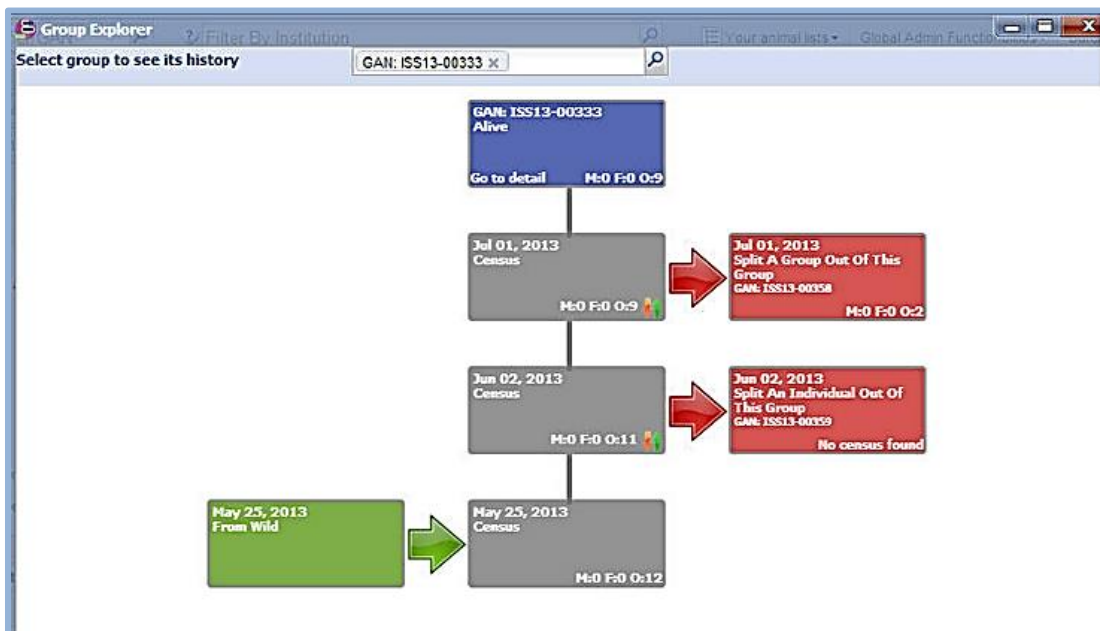 Group Explorer
Filter By Institution
Your animal lists
Global Admin
Select group to see its history
GAN: ISS13-00333
GAN: ISS13-00333
Alive
Go to detail M:0 F:0 O:9
Jul 01, 2013
Census
M:0 F:0 O:9
Jul 01, 2013
Split A Group Out Of This
Group
GAN: ISS13-00358
M:0 F:0 O:2
Jun 02, 2013
Census
M:0 F:0 O:11
Jun 02, 2013
Split An Individual Out Of
This Group
GAN: ISS13-00359
No census found
May 25, 2013
From Wild
May 25, 2013
Census
M:0 F:0 O:12